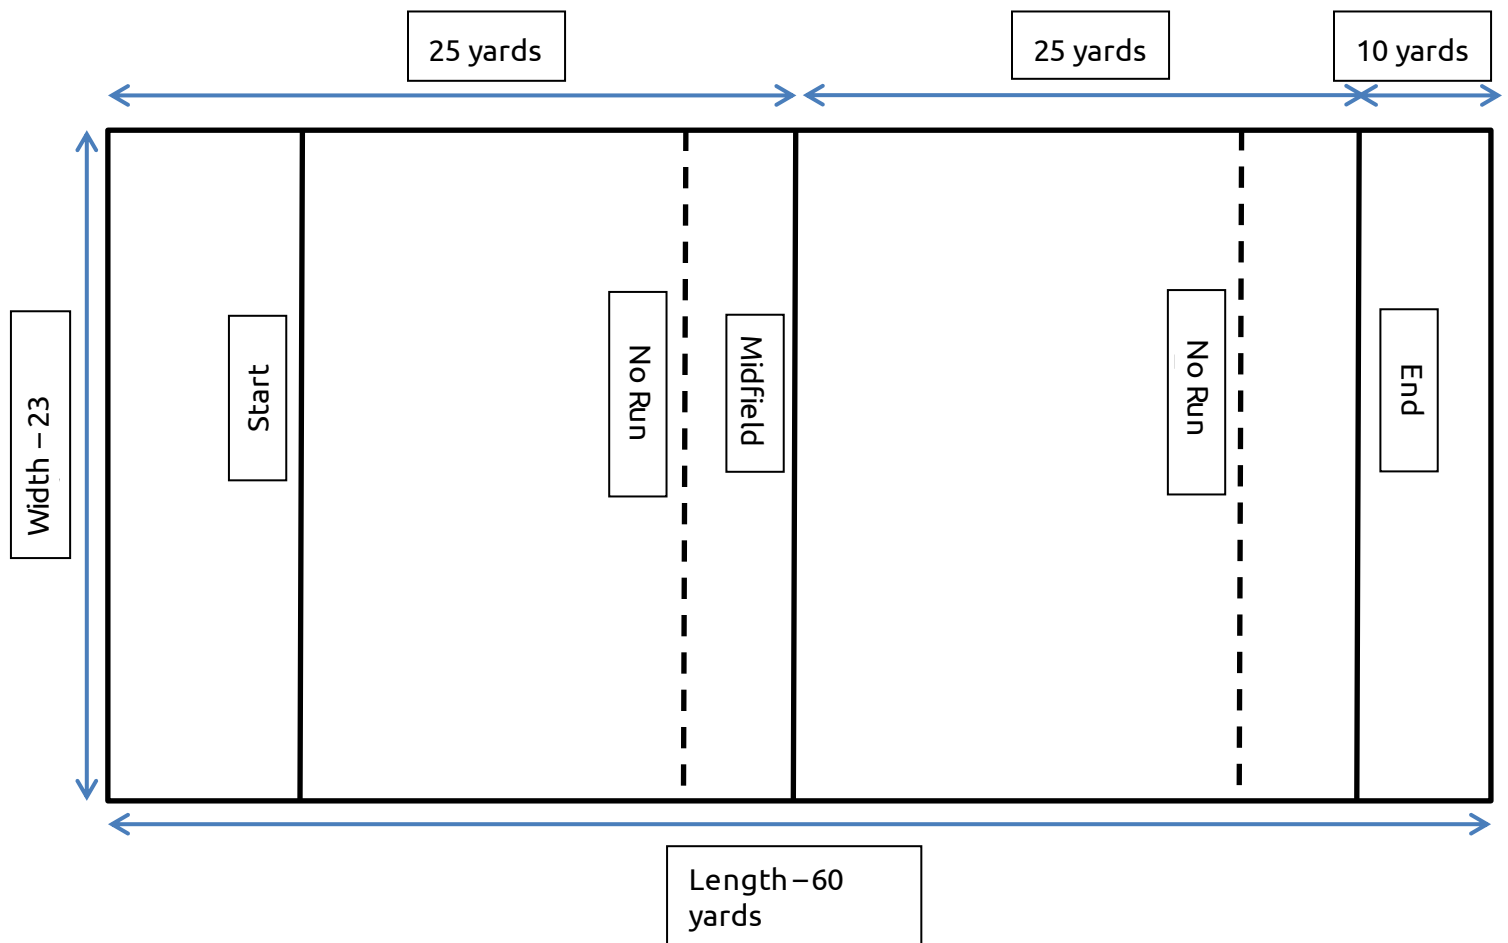 25 yards
25 yards
10 yards
Width – 23
Start
No Run
Midfield
No Run
End
Length – 60
yards